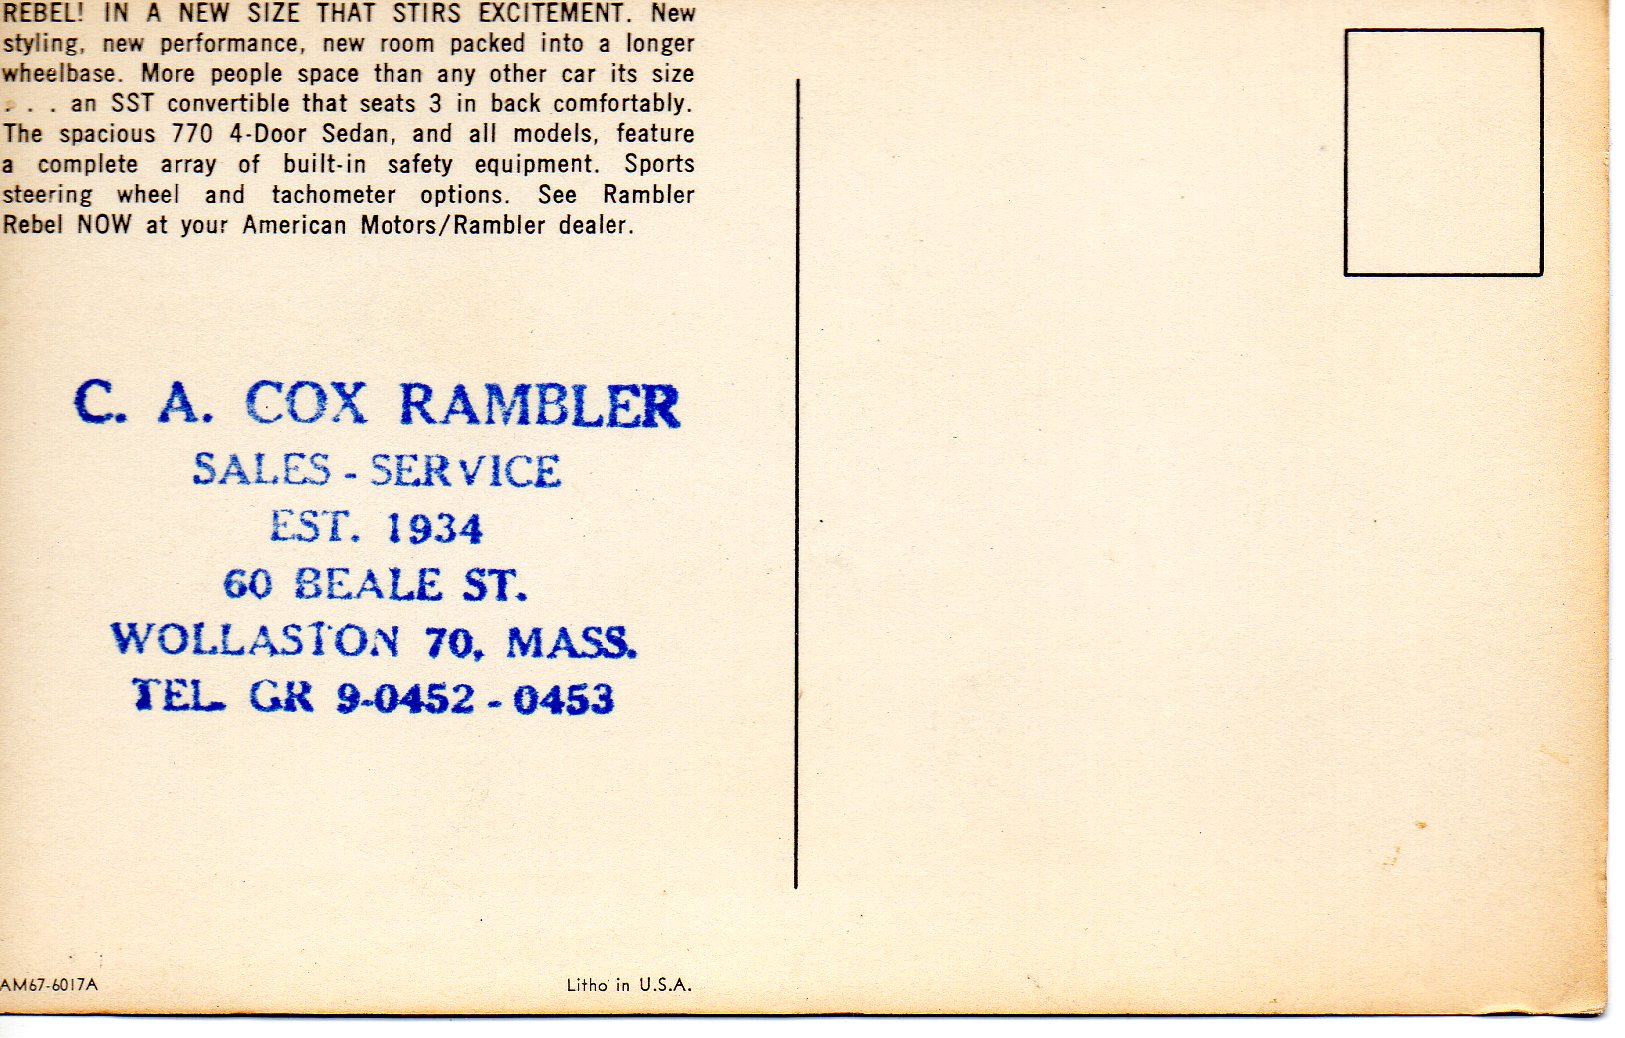 REBEL! IN A NEW SIZE THAT STIRS EXCITEMENT. New
styling, new performance, new room packed into a longer
wheelbase. More people space than any other car its size
. . . an SST convertible that seats 3 in back comfortably.
The spacious 770 4-Door Sedan, and all models, feature
a complete array of built-in safety equipment. Sports
steering wheel and tachometer options. See Rambler
Rebel NOW at your American Motors/Rambler dealer.
C. A. COX RAMBLER
SALES - SERVICE
EST. 1934
60 BEALE ST.
WOLLASTON 70, MASS.
TEL. GR 9-0452 - 0453
AM67-6017A
Litho in U.S.A.